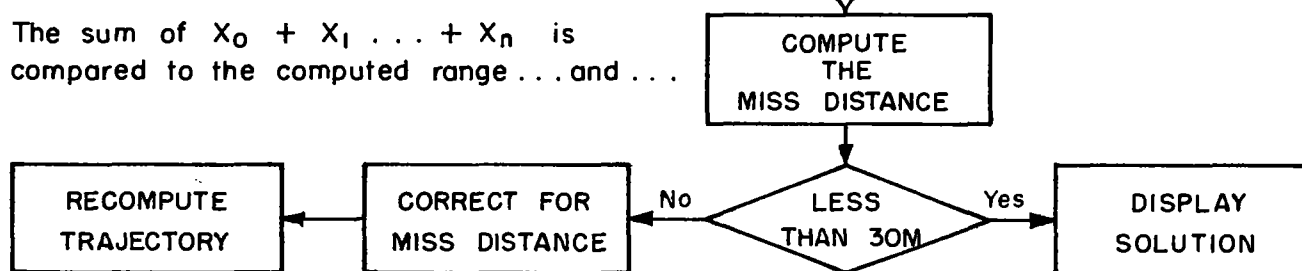 The sum of X₀ + X₁ ... + Xₙ is
compared to the computed range...and...
COMPUTE
THE
MISS DISTANCE
RECOMPUTE
TRAJECTORY
CORRECT FOR
MISS DISTANCE
No
LESS
THAN 30M
Yes
DISPLAY
SOLUTION